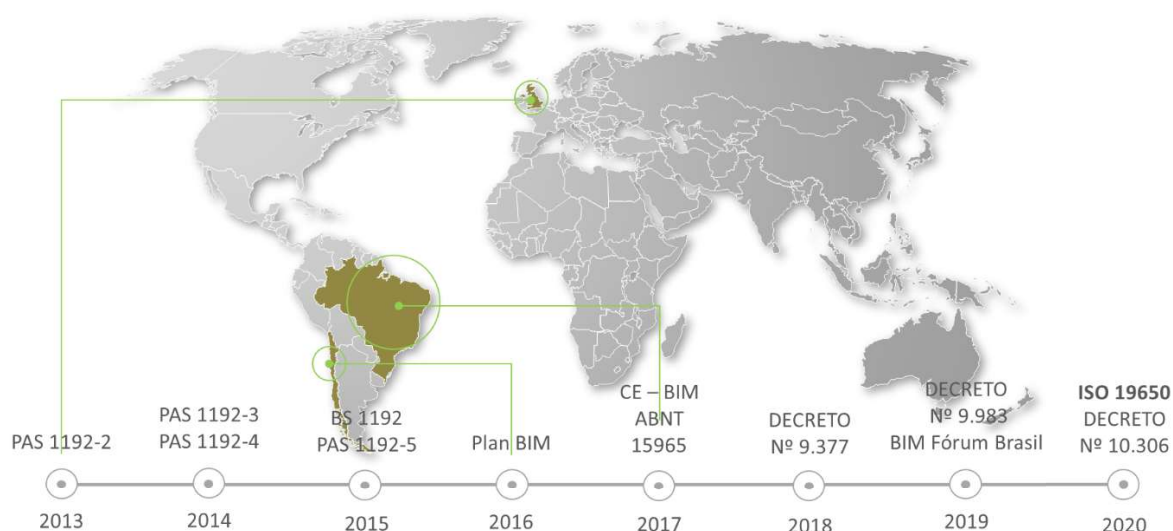 PAS 1192-2
PAS 1192-3
PAS 1192-4
BS 1192
PAS 1192-5
Plan BIM
CE – BIM
ABNT
15965
DECRETO
Nº 9.377
DECRETO
Nº 9.983
BIM Fórum Brasil
ISO 19650
DECRETO
Nº 10.306
2013
2014
2015
2016
2017
2018
2019
2020